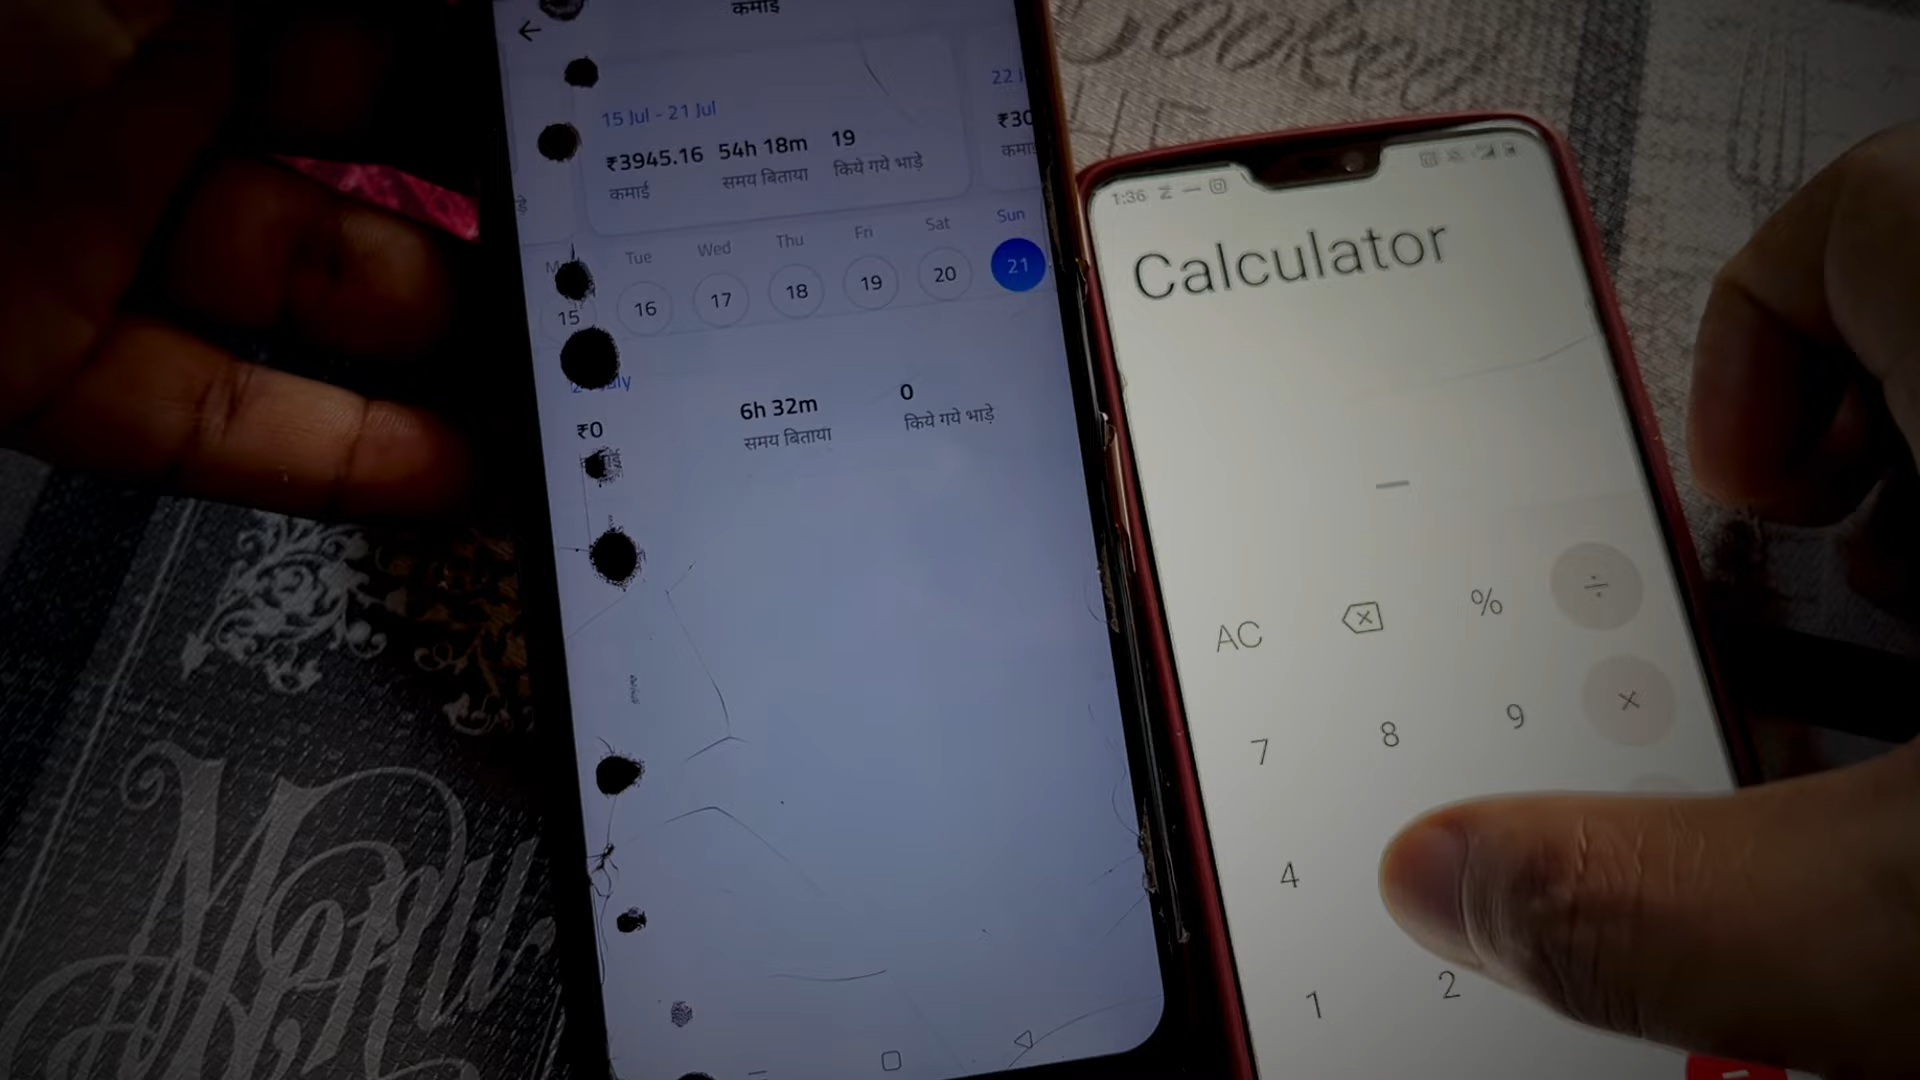 कमाई
15 Jul - 21 Jul
₹3945.16 54h 18m 19
कमाई समय बिताया किये गये भाड़े
22
₹30
Tue Wed Thu Fri Sat Sun
15 16 17 18 19 20 21
₹0 6h 32m 0
समय बिताया किये गये भाड़े
1:36
Calculator
AC % ÷
7 8 9 ×
4
1 2
Menu